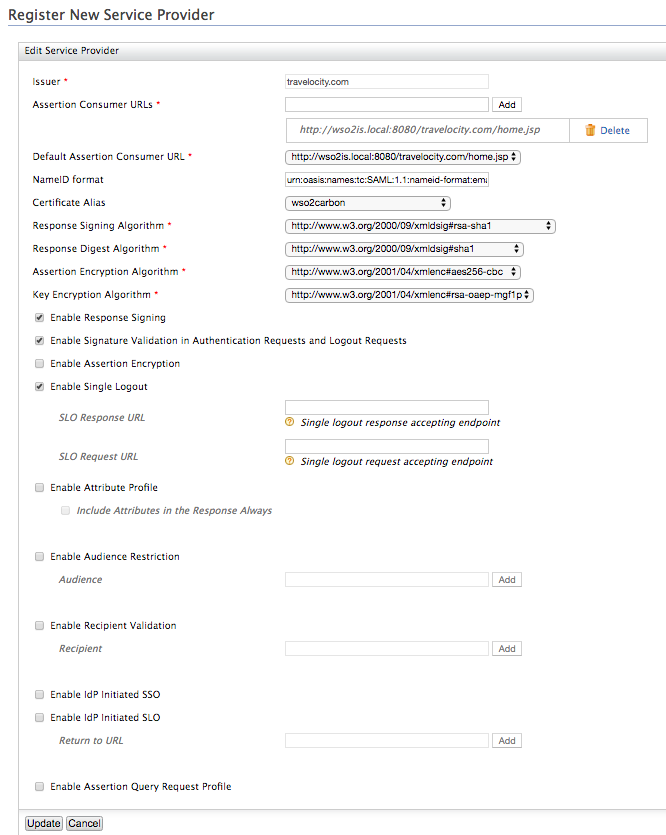 Register New Service Provider
Edit Service Provider
Issuer * travelocity.com
Assertion Consumer URLs * Add
http://wso2is.local:8080/travelocity.com/home.jsp Delete
Default Assertion Consumer URL * http://wso2is.local:8080/travelocity.com/home.jsp
NameID format urn:oasis:names:tc:SAML:1.1:nameid-format:ema
Certificate Alias wso2carbon
Response Signing Algorithm * http://www.w3.org/2000/09/xmldsig#rsa-sha1
Response Digest Algorithm * http://www.w3.org/2000/09/xmldsig#sha1
Assertion Encryption Algorithm * http://www.w3.org/2001/04/xmlenc#aes256-cbc
Key Encryption Algorithm * http://www.w3.org/2001/04/xmlenc#rsa-oaep-mgf1p
Enable Response Signing
Enable Signature Validation in Authentication Requests and Logout Requests
Enable Assertion Encryption
Enable Single Logout
SLO Response URL
Single logout response accepting endpoint
SLO Request URL
Single logout request accepting endpoint
Enable Attribute Profile
Include Attributes in the Response Always
Enable Audience Restriction
Audience Add
Enable Recipient Validation
Recipient Add
Enable IdP Initiated SSO
Enable IdP Initiated SLO
Return to URL Add
Enable Assertion Query Request Profile
Update Cancel